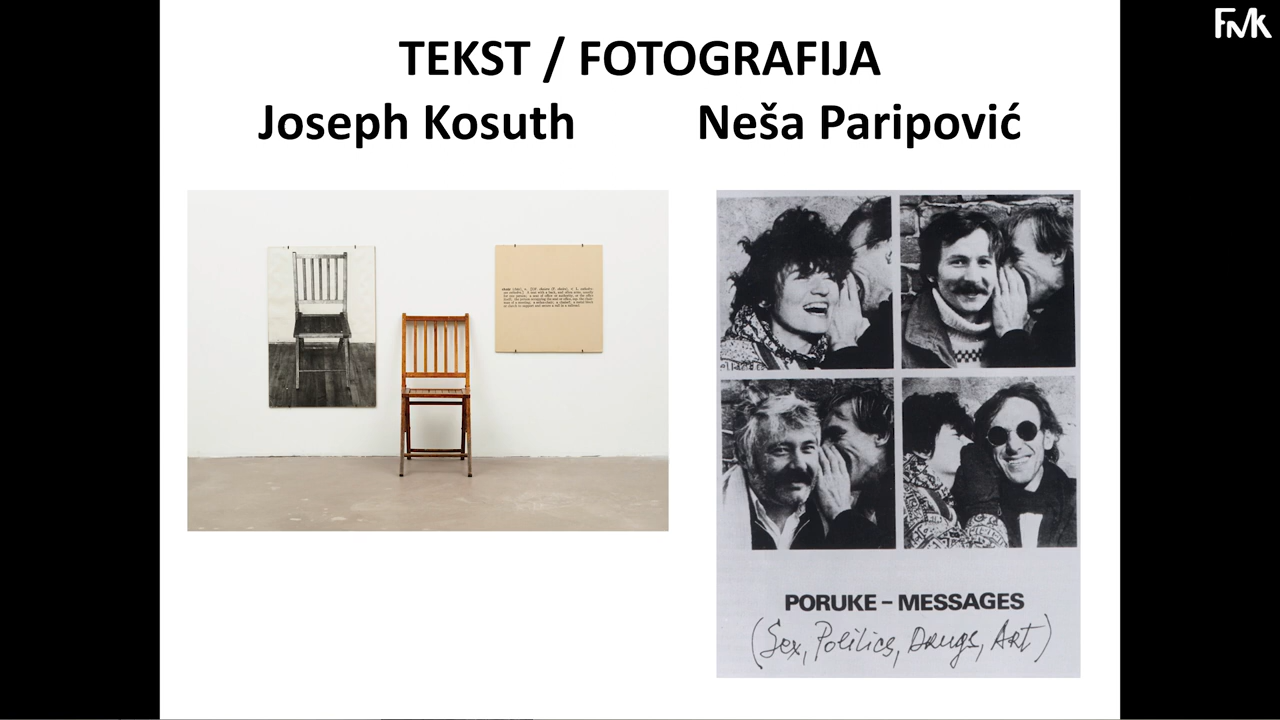 FMK
TEKST / FOTOGRAFIJA
Joseph Kosuth Neša Paripović
PORUKE – MESSAGES
(Sex, Politics, Drugs, Art)